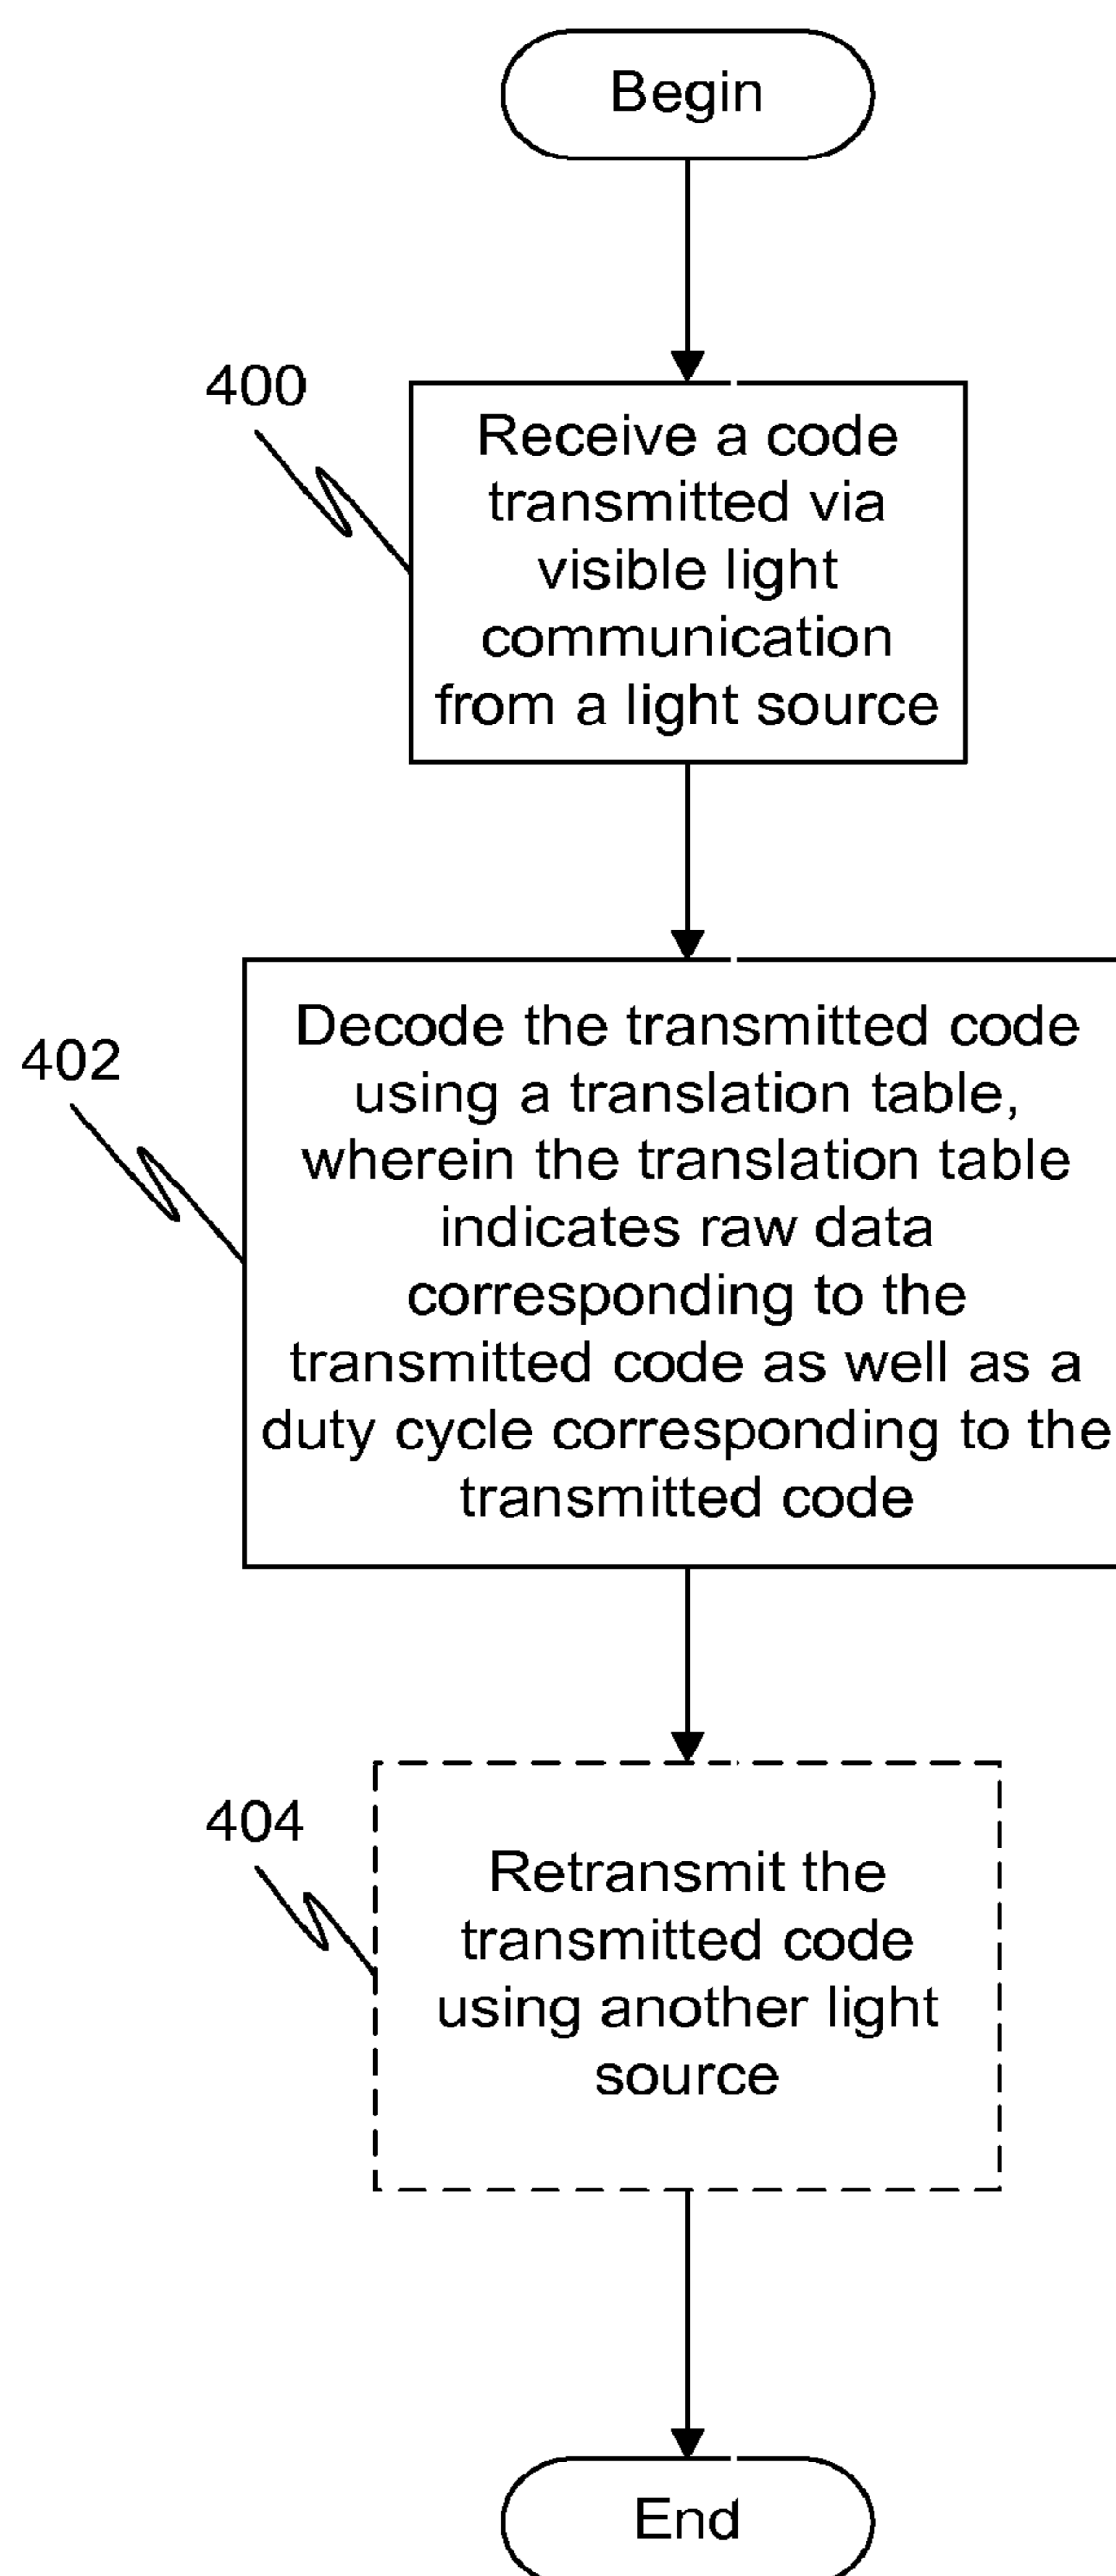 Begin
400
Receive a code
transmitted via
visible light
communication
from a light source
402
Decode the transmitted code
using a translation table,
wherein the translation table
indicates raw data
corresponding to the
transmitted code as well as a
duty cycle corresponding to the
transmitted code
404
Retransmit the
transmitted code
using another light
source
End